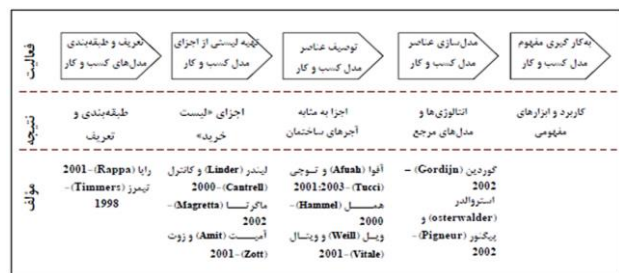 فعالیت
تعریف و طبقه‌بندی
مدل‌های کسب و کار
تهیه لیستی از اجزای
مدل کسب و کار
توصیف عناصر
مدل کسب و کار
مدل‌سازی عناصر
مدل کسب و کار
به‌کار گیری مفهوم
مدل کسب و کار
نتیجه
طبقه‌بندی و
تعریف
اجزای «لیست
خرید»
اجزا به مثابه
آجرهای ساختمان
انتالوژی‌ها و
مدل‌های مرجع
کاربرد و ابزارهای
مفهومی
مؤلف
راپا (Rappa)-2001
تیمرز (Timmers)-
1998
لیندر (Linder) و کانترل
(Cantrell)-2000
ماگرتا (Magretta)-
2002
آمیت (Amit) و زوت
(Zott)-2001
آفوا (Afuah) و توچی
(Tucci)-2001:2003
همل (Hammel)-
2000
ویل (Weill) و ویتال
(Vitale)-2001
گوردین (Gordijn) –
2002
استروالدر
(osterwalder) و
پیگنور (Pigneur)-
2002